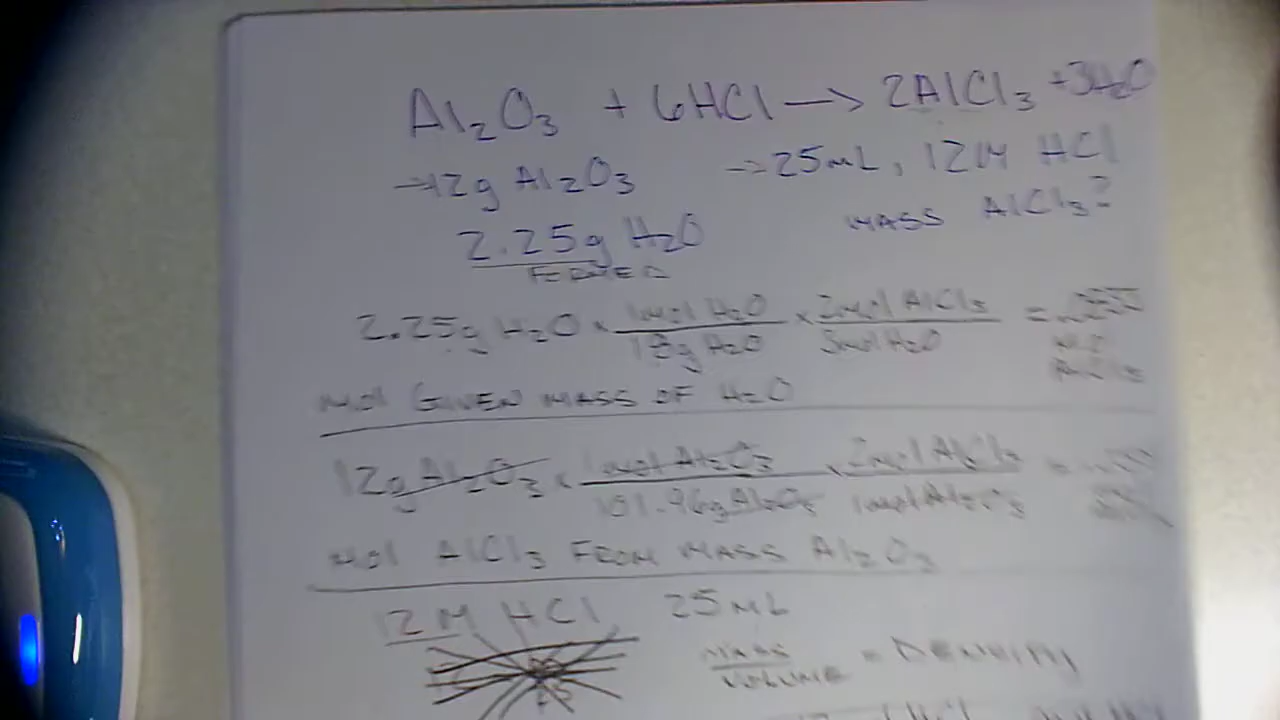 Al₂O₃ + 6HCl → 2AlCl₃ + 3H₂O
→ 12g Al₂O₃ → 25mL, 12M HCl
MASS AlCl₃?
2.25g H₂O
FORMED
2.25g H₂O × 1mol H₂O / 18g H₂O × 2mol AlCl₃ / 3mol H₂O =
mol GIVEN MASS OF H₂O
12g Al₂O₃ × 1mol Al₂O₃ / 101.96g Al₂O₃ × 2mol AlCl₃ / 1mol Al₂O₃ =
mol AlCl₃ FROM MASS Al₂O₃
12M HCl 25mL
MASS / VOLUME = DENSITY